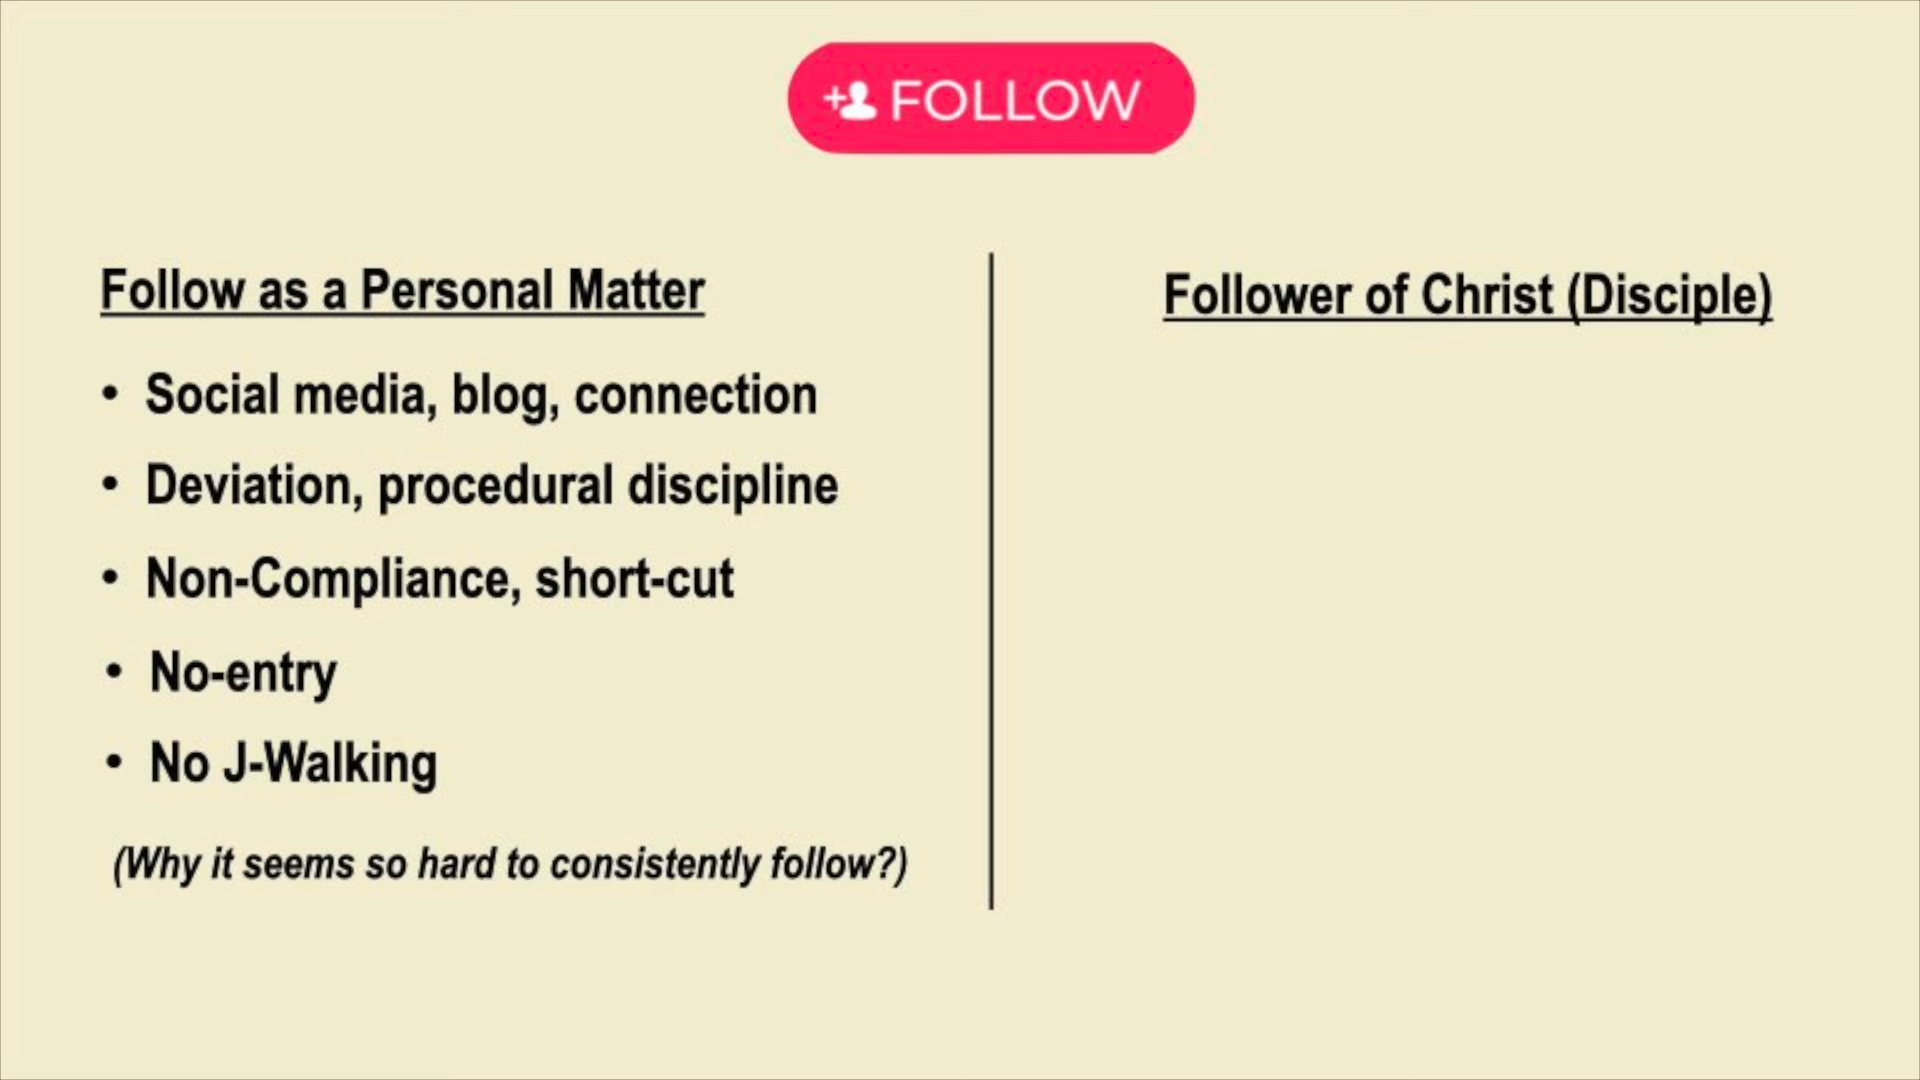 FOLLOW
Follow as a Personal Matter
• Social media, blog, connection
• Deviation, procedural discipline
• Non-Compliance, short-cut
• No-entry
• No J-Walking
(Why it seems so hard to consistently follow?)
Follower of Christ (Disciple)